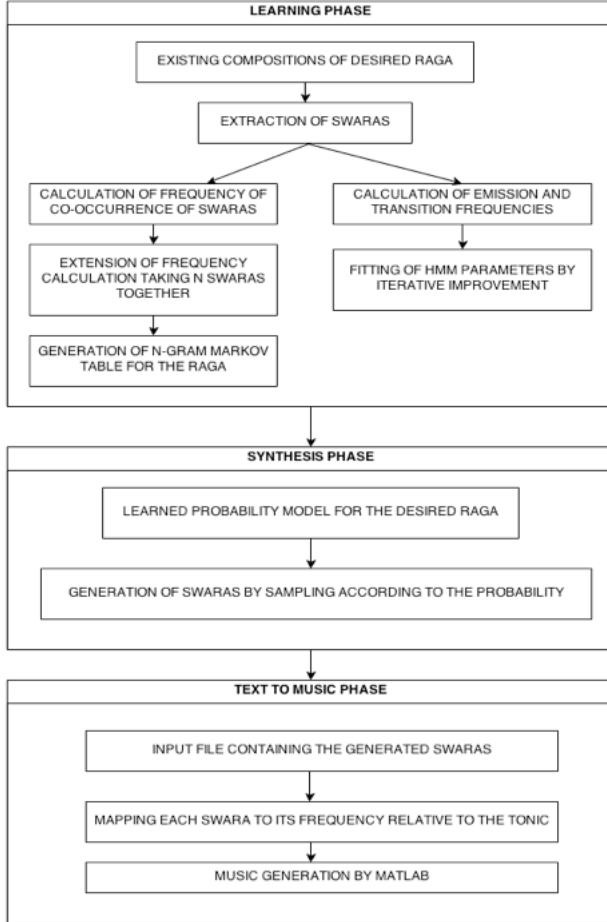 LEARNING PHASE
EXISTING COMPOSITIONS OF DESIRED RAGA
EXTRACTION OF SWARAS
CALCULATION OF FREQUENCY OF
CO-OCCURRENCE OF SWARAS
EXTENSION OF FREQUENCY
CALCULATION TAKING N SWARAS
TOGETHER
GENERATION OF N-GRAM MARKOV
TABLE FOR THE RAGA
CALCULATION OF EMISSION AND
TRANSITION FREQUENCIES
FITTING OF HMM PARAMETERS BY
ITERATIVE IMPROVEMENT
SYNTHESIS PHASE
LEARNED PROBABILITY MODEL FOR THE DESIRED RAGA
GENERATION OF SWARAS BY SAMPLING ACCORDING TO THE PROBABILITY
TEXT TO MUSIC PHASE
INPUT FILE CONTAINING THE GENERATED SWARAS
MAPPING EACH SWARA TO ITS FREQUENCY RELATIVE TO THE TONIC
MUSIC GENERATION BY MATLAB